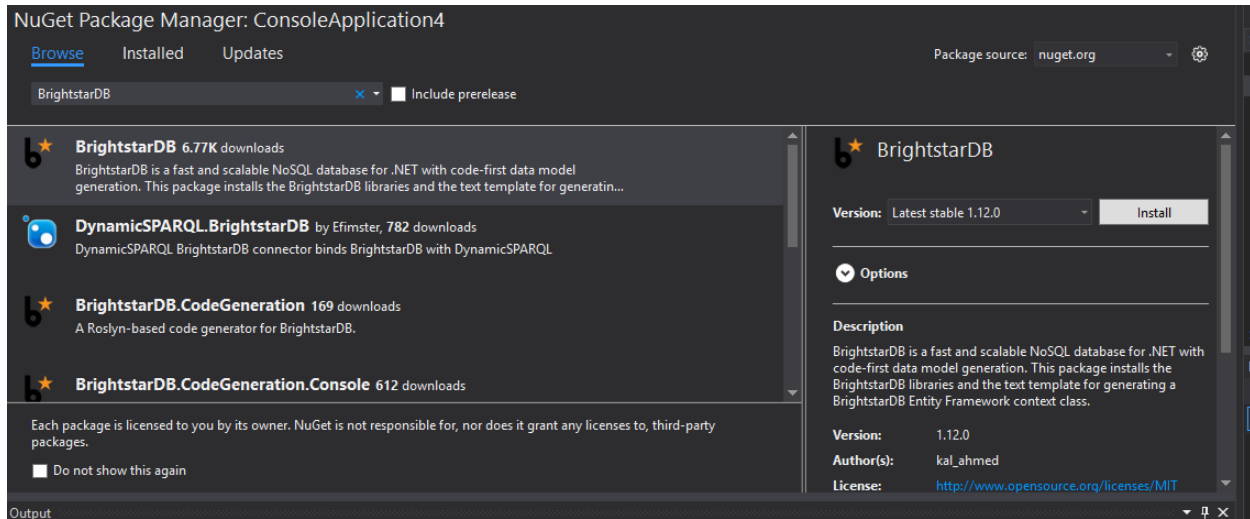 NuGet Package Manager: ConsoleApplication4
Browse Installed Updates
Package source: nuget.org
BrightstarDB
Include prerelease
BrightstarDB 6.77K downloads
BrightstarDB is a fast and scalable NoSQL database for .NET with code-first data model
generation. This package installs the BrightstarDB libraries and the text template for generatin...
DynamicSPARQL.BrightstarDB by Efimster, 782 downloads
DynamicSPARQL BrightstarDB connector binds BrightstarDB with DynamicSPARQL
BrightstarDB.CodeGeneration 169 downloads
A Roslyn-based code generator for BrightstarDB.
BrightstarDB.CodeGeneration.Console 612 downloads
Each package is licensed to you by its owner. NuGet is not responsible for, nor does it grant any licenses to, third-party
packages.
Do not show this again
BrightstarDB
Version: Latest stable 1.12.0
Install
Options
Description
BrightstarDB is a fast and scalable NoSQL database for .NET with
code-first data model generation. This package installs the
BrightstarDB libraries and the text template for generating a
BrightstarDB Entity Framework context class.
Version: 1.12.0
Author(s): kal_ahmed
License: http://www.opensource.org/licenses/MIT
Output